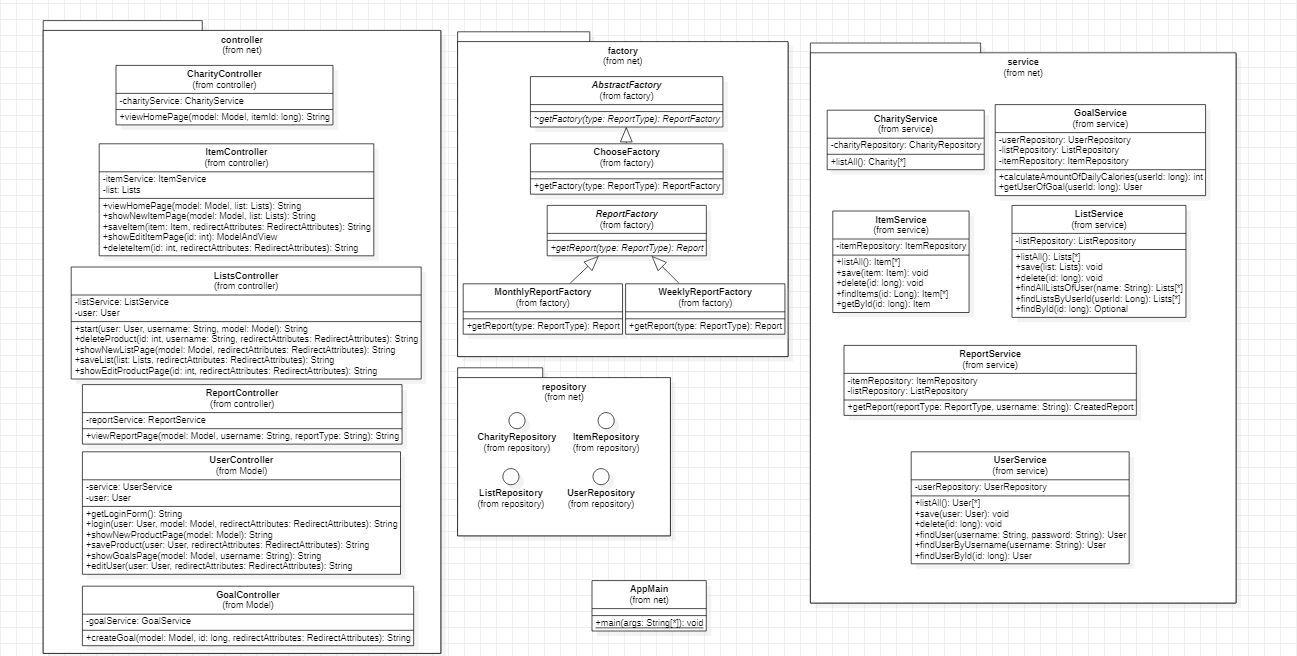 controller
(from net)
CharityController
(from controller)
-charityService: CharityService
+viewHomePage(model: Model, itemId: long): String
ItemController
(from controller)
-itemService: ItemService
-list: Lists
+viewHomePage(model: Model, list: Lists): String
+showNewItemPage(model: Model, list: Lists): String
+saveItem(item: Item, redirectAttributes: RedirectAttributes): String
+showEditItemPage(id: int): ModelAndView
+deleteItem(id: int, redirectAttributes: RedirectAttributes): String
ListsController
(from controller)
-listService: ListService
-user: User
+start(user: User, username: String, model: Model): String
+deleteProduct(id: int, username: String, redirectAttributes: RedirectAttributes): String
+showNewListPage(model: Model, redirectAttributes: RedirectAttributes): String
+saveList(list: Lists, redirectAttributes: RedirectAttributes): String
+showEditProductPage(id: int, redirectAttributes: RedirectAttributes): String
ReportController
(from controller)
-reportService: ReportService
+viewReportPage(model: Model, username: String, reportType: String): String
UserController
(from Model)
-service: UserService
-user: User
+getLoginForm(): String
+login(user: User, model: Model, redirectAttributes: RedirectAttributes): String
+showNewProductPage(model: Model): String
+saveProduct(user: User, redirectAttributes: RedirectAttributes): String
+showGoalsPage(model: Model, username: String): String
+editUser(user: User, redirectAttributes: RedirectAttributes): String
GoalController
(from Model)
-goalService: GoalService
+createGoal(model: Model, id: long, redirectAttributes: RedirectAttributes): String
factory
(from net)
AbstractFactory
(from factory)
~getFactory(type: ReportType): ReportFactory
ChooseFactory
(from factory)
+getFactory(type: ReportType): ReportFactory
ReportFactory
(from factory)
+getReport(type: ReportType): Report
MonthlyReportFactory
(from factory)
+getReport(type: ReportType): Report
WeeklyReportFactory
(from factory)
+getReport(type: ReportType): Report
repository
(from net)
CharityRepository
(from repository)
ItemRepository
(from repository)
ListRepository
(from repository)
UserRepository
(from repository)
AppMain
(from net)
+main(args: String[*]): void
service
(from net)
CharityService
(from service)
-charityRepository: CharityRepository
+listAll(): Charity[*]
GoalService
(from service)
-userRepository: UserRepository
-listRepository: ListRepository
-itemRepository: ItemRepository
+calculateAmountOfDailyCalories(userId: long): int
+getUserOfGoal(userId: long): User
ItemService
(from service)
-itemRepository: ItemRepository
+listAll(): Item[*]
+save(item: Item): void
+delete(id: long): void
+findItems(id: Long): Item[*]
+getById(id: long): Item
ListService
(from service)
-listRepository: ListRepository
+listAll(): Lists[*]
+save(list: Lists): void
+delete(id: long): void
+findAllListsOfUser(name: String): Lists[*]
+findListsByUserId(userId: Long): Lists[*]
+findById(id: Long): Optional
ReportService
(from service)
-itemRepository: ItemRepository
-listRepository: ListRepository
+getReport(reportType: ReportType, username: String): CreatedReport
UserService
(from service)
-userRepository: UserRepository
+listAll(): User[*]
+save(user: User): void
+delete(id: long): void
+findUser(username: String, password: String): User
+findUserByUsername(username: String): User
+findUserById(id: long): User